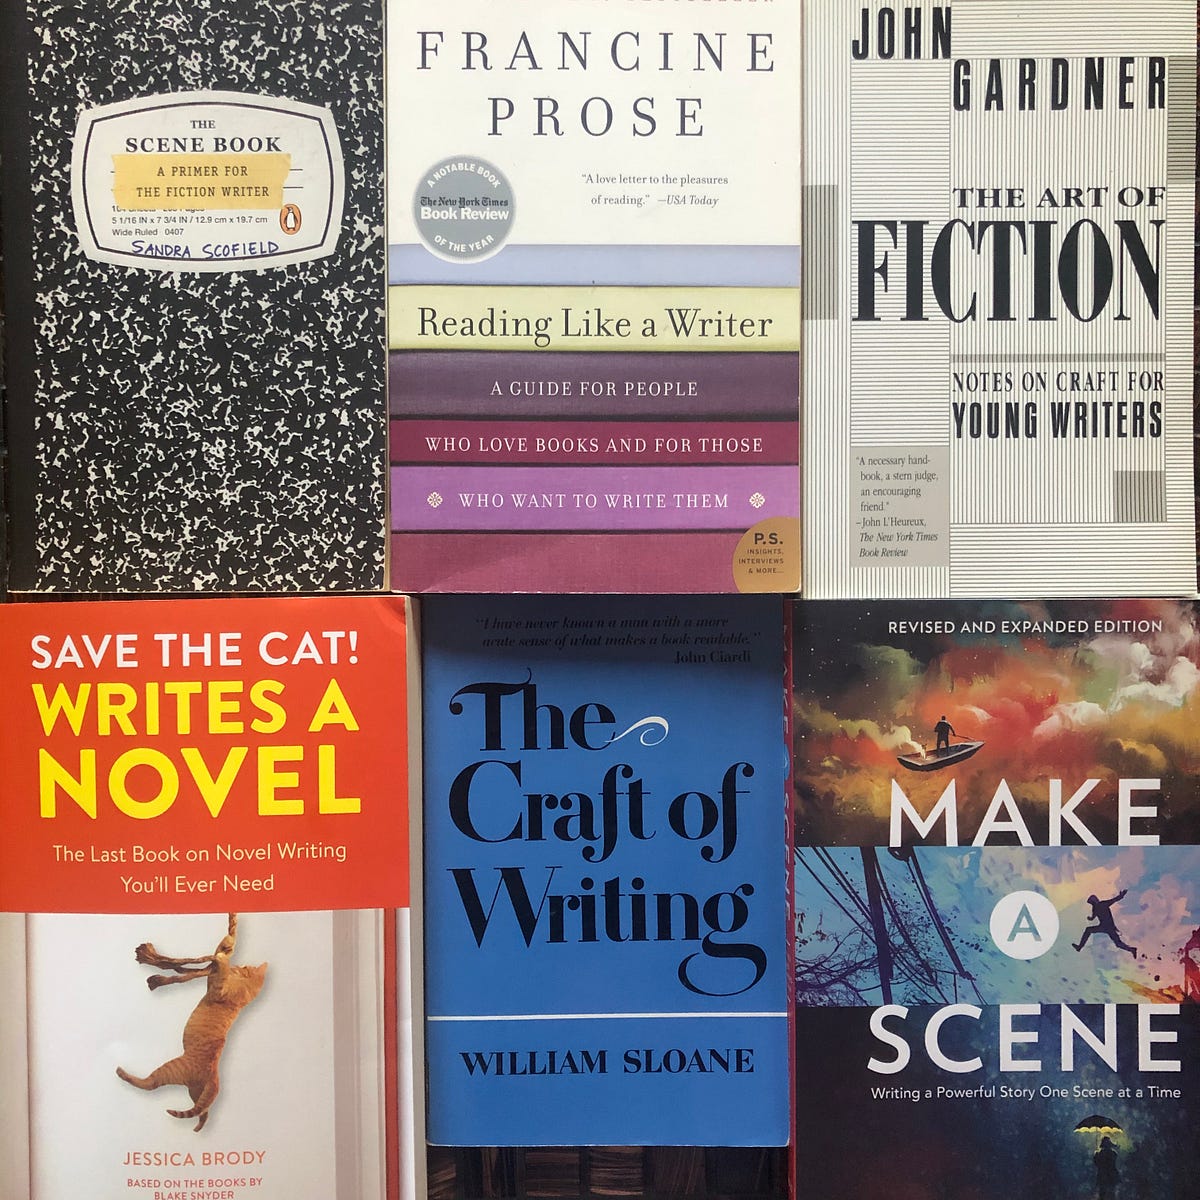 THE
SCENE BOOK
A PRIMER FOR
THE FICTION WRITER
5 1/16 IN x 7 3/4 IN / 12.9 cm x 19.7 cm
Wide Ruled 0407
SANDRA SCOFIELD
FRANCINE
PROSE
A NOTABLE BOOK
The New York Times
Book Review
OF THE YEAR
"A love letter to the pleasures
of reading." —USA Today
Reading Like a Writer
A GUIDE FOR PEOPLE
WHO LOVE BOOKS AND FOR THOSE
WHO WANT TO WRITE THEM
P.S.
INSIGHTS,
INTERVIEWS
& MORE...
JOHN
GARDNER
THE ART OF
FICTION
NOTES ON CRAFT FOR
YOUNG WRITERS
"A necessary hand-
book, a stern judge,
an encouraging
friend."
—John L'Heureux,
The New York Times
Book Review
SAVE THE CAT!
WRITES A
NOVEL
The Last Book on Novel Writing
You'll Ever Need
JESSICA BRODY
BASED ON THE BOOKS BY
BLAKE SNYDER
"I have never known a man with a more
acute sense of what makes a book readable."
John Ciardi
The
Craft of
Writing
WILLIAM SLOANE
REVISED AND EXPANDED EDITION
MAKE
A
SCENE
Writing a Powerful Story One Scene at a Time